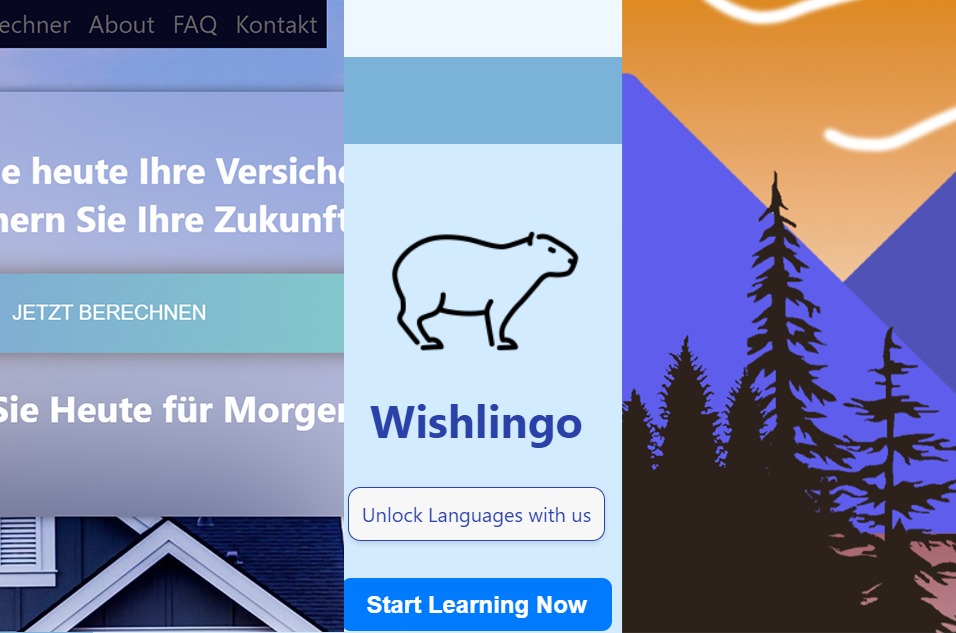 echner About FAQ Kontakt
e heute Ihre Versiche
nern Sie Ihre Zukunft
JETZT BERECHNEN
Sie Heute für Morgen
Wishlingo
Unlock Languages with us
Start Learning Now